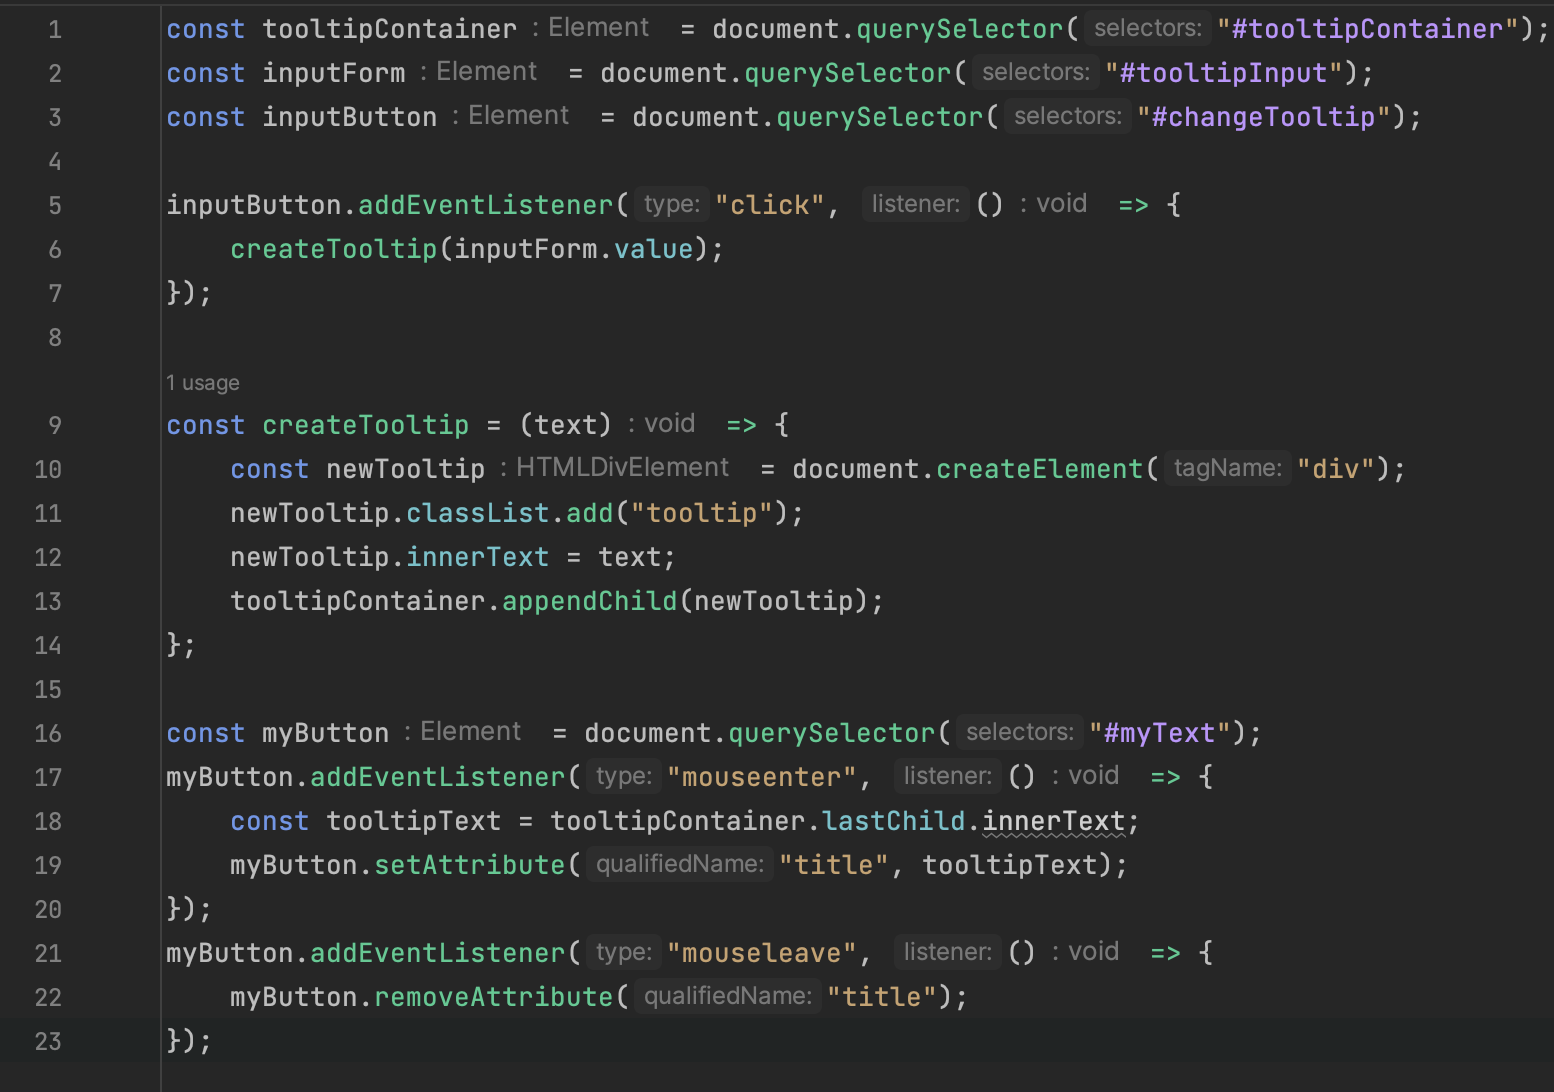 1 const tooltipContainer : Element = document.querySelector( selectors: "#tooltipContainer");
2 const inputForm : Element = document.querySelector( selectors: "#tooltipInput");
3 const inputButton : Element = document.querySelector( selectors: "#changeTooltip");
4
5 inputButton.addEventListener( type: "click", listener: () : void => {
6 createTooltip(inputForm.value);
7 });
8
1 usage
9 const createTooltip = (text) : void => {
10 const newTooltip : HTMLDivElement = document.createElement( tagName: "div");
11 newTooltip.classList.add("tooltip");
12 newTooltip.innerText = text;
13 tooltipContainer.appendChild(newTooltip);
14 };
15
16 const myButton : Element = document.querySelector( selectors: "#myText");
17 myButton.addEventListener( type: "mouseenter", listener: () : void => {
18 const tooltipText = tooltipContainer.lastChild.innerText;
19 myButton.setAttribute( qualifiedName: "title", tooltipText);
20 });
21 myButton.addEventListener( type: "mouseleave", listener: () : void => {
22 myButton.removeAttribute( qualifiedName: "title");
23 });